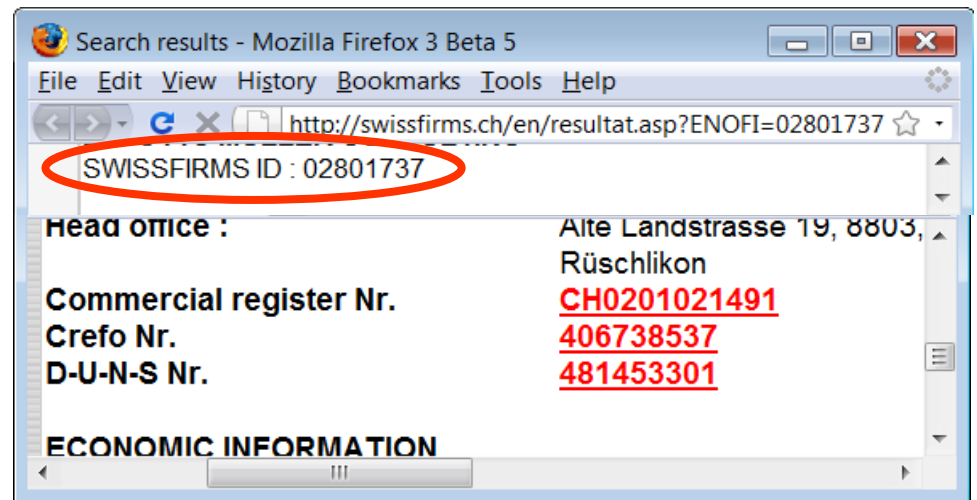 Search results - Mozilla Firefox 3 Beta 5
File Edit View History Bookmarks Tools Help
http://swissfirms.ch/en/resultat.asp?ENOFI=02801737
SWISSFIRMS ID : 02801737
Head office : Alte Landstrasse 19, 8803,
Rüschlikon
Commercial register Nr. CH0201021491
Crefo Nr. 406738537
D-U-N-S Nr. 481453301
ECONOMIC INFORMATION